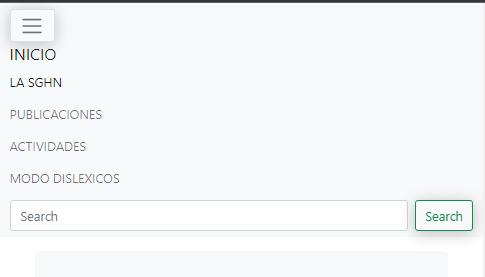 INICIO
LA SGHN
PUBLICACIONES
ACTIVIDADES
MODO DISLEXICOS
Search Search